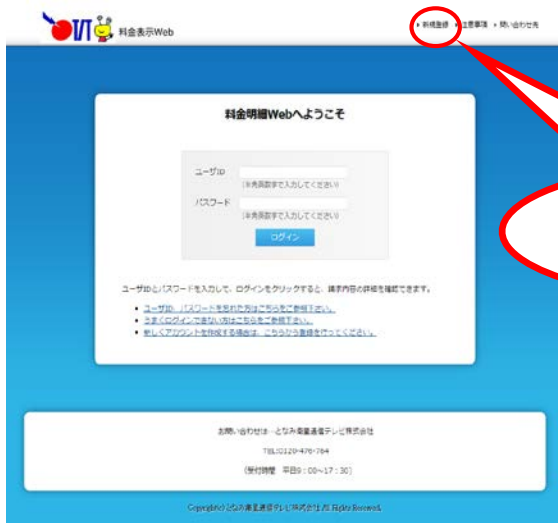 料金表示Web
新規登録
注意事項
問い合わせ先
料金明細Webへようこそ
ユーザID
(半角英数字で入力してください)
パスワード
(半角英数字で入力してください)
ログイン
ユーザIDとパスワードを入力して、ログインをクリックすると、請求内容の詳細を確認できます。
ユーザID、パスワードを忘れた方はこちらをご参照下さい。
うまくログインできない方はこちらをご参照下さい。
新しくアカウントを作成する場合は、こちらから登録を行ってください。
お問い合わせは…となみ衛星通信テレビ株式会社
TEL:0120-476-764
(受付時間 平日9:00~17:30)
Copyright(c) となみ衛星通信テレビ株式会社 All Rights Reserved.